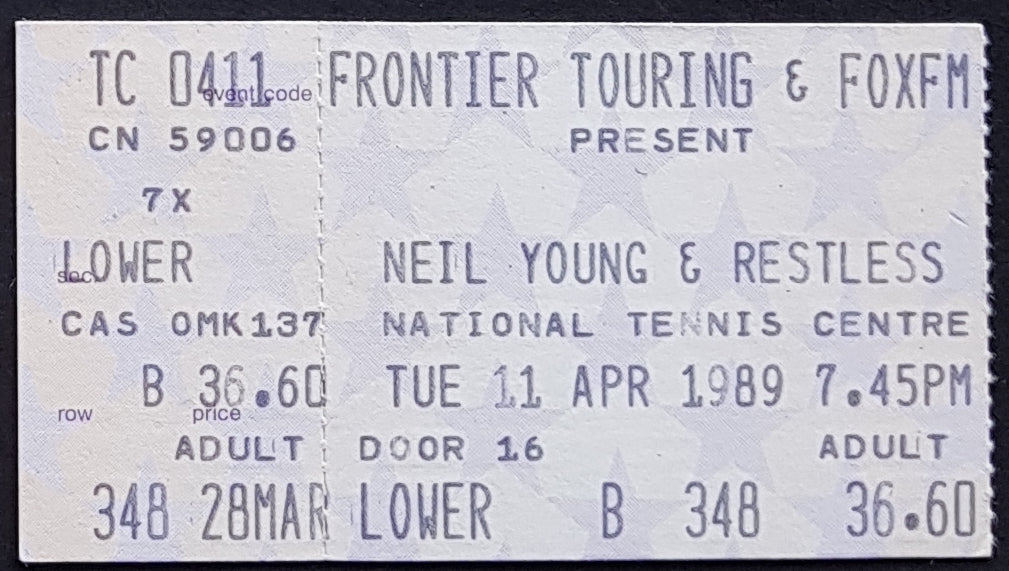 TC 0411 FRONTIER TOURING & FOXFM
event code
CN 59006 PRESENT
7X
LOWER NEIL YOUNG & RESTLESS
sec.
CAS OMK137 NATIONAL TENNIS CENTRE
B 36.60 TUE 11 APR 1989 7.45PM
row price
ADULT DOOR 16 ADULT
348 28MAR LOWER B 348 36.60